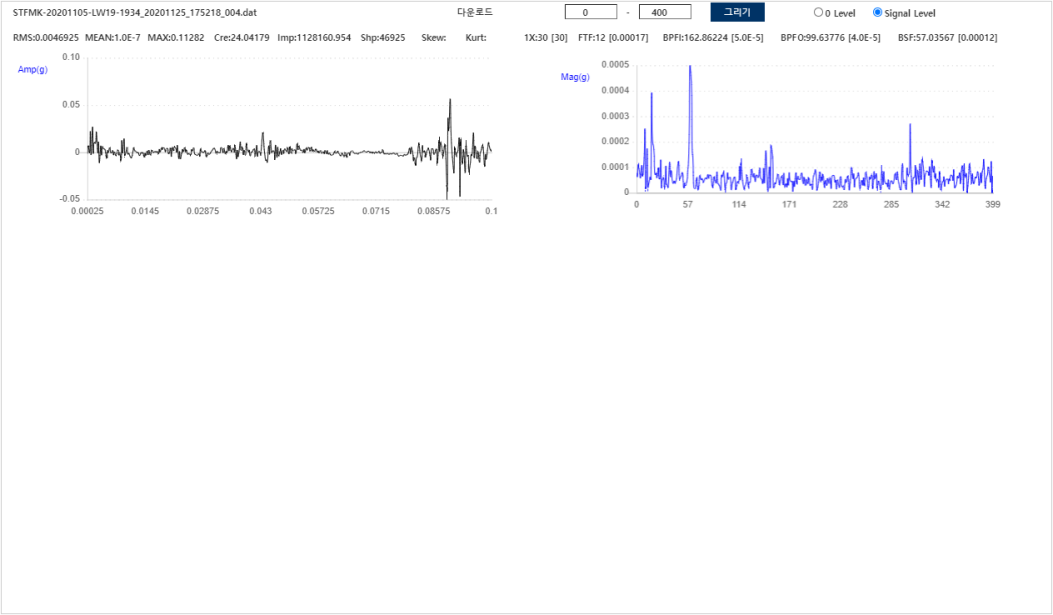 STFMK-20201105-LW19-1934_20201125_175218_004.dat 다운로드 0 - 400 그리기 0 Level Signal Level
RMS:0.0046925 MEAN:1.0E-7 MAX:0.11282 Cre:24.04179 Imp:1128160.954 Shp:46925 Skew: Kurt: 1X:30 [30] FTF:12 [0.00017] BPFI:162.86224 [5.0E-5] BPFO:99.63776 [4.0E-5] BSF:57.03567 [0.00012]
Amp(g)
0.10
0.05
0
-0.05
0.00025 0.0145 0.02875 0.043 0.05725 0.0715 0.08575 0.1
Mag(g)
0.0005
0.0004
0.0003
0.0002
0.0001
0
0 57 114 171 228 285 342 399